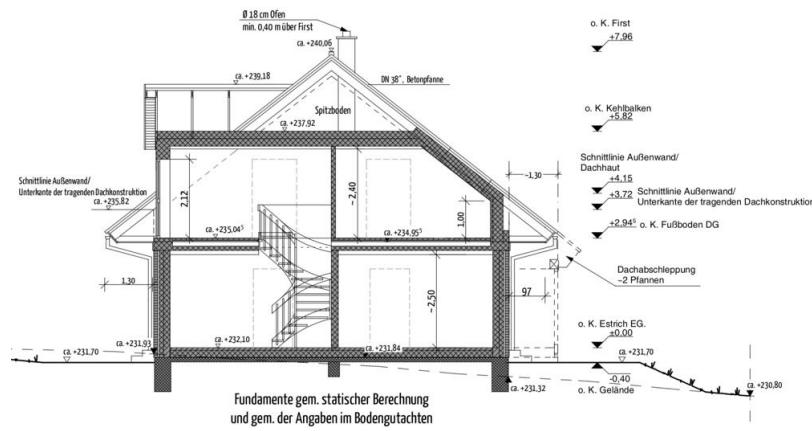 Ø 18 cm Ofen
min. 0,40 m über First
o. K. First
+7.96
ca. +240,06
ca. +239,18
DN 38°, Betonpfanne
Spitzboden
ca. +237,92
o. K. Kehlbalken
+5.82
Schnittlinie Außenwand/
Dachhaut
+4.15
~1,30
Schnittlinie Außenwand/
Unterkante der tragenden Dachkonstruktion
ca. +235,82
2,12
~2,40
1,00
+3.72
Schnittlinie Außenwand/
Unterkante der tragenden Dachkonstruktion
ca. +235,04⁵
ca. +234,95⁵
+2.94⁵ o. K. Fußboden DG
1,30
~2,50
97
Dachabschleppung
~2 Pfannen
o. K. Estrich EG.
±0.00
ca. +231,70
ca. +231,93
ca. +232,10
ca. +231,84
ca. +231,70
-0,40
o. K. Gelände
ca. +231,32
ca. +230,80
Fundamente gem. statischer Berechnung
und gem. der Angaben im Bodengutachten